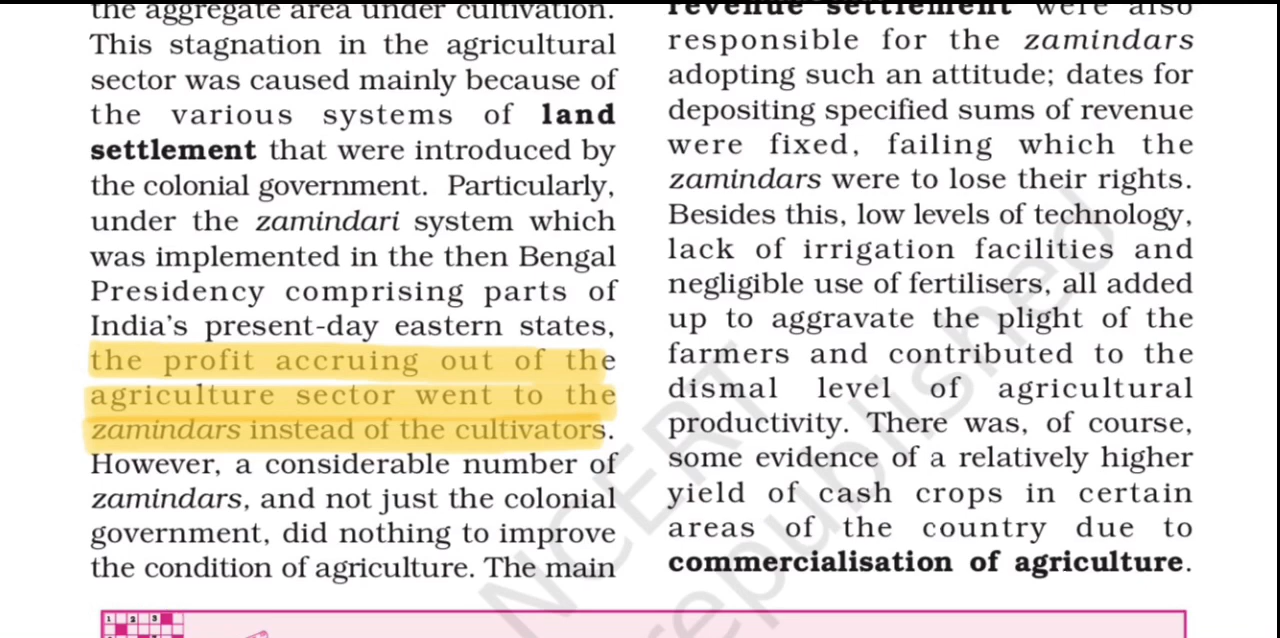 the aggregate area under cultivation.
This stagnation in the agricultural
sector was caused mainly because of
the various systems of land
settlement that were introduced by
the colonial government. Particularly,
under the zamindari system which
was implemented in the then Bengal
Presidency comprising parts of
India's present-day eastern states,
the profit accruing out of the
agriculture sector went to the
zamindars instead of the cultivators.
However, a considerable number of
zamindars, and not just the colonial
government, did nothing to improve
the condition of agriculture. The main
revenue settlement were also
responsible for the zamindars
adopting such an attitude; dates for
depositing specified sums of revenue
were fixed, failing which the
zamindars were to lose their rights.
Besides this, low levels of technology,
lack of irrigation facilities and
negligible use of fertilisers, all added
up to aggravate the plight of the
farmers and contributed to the
dismal level of agricultural
productivity. There was, of course,
some evidence of a relatively higher
yield of cash crops in certain
areas of the country due to
commercialisation of agriculture.
NCERT
republished
1 2 3